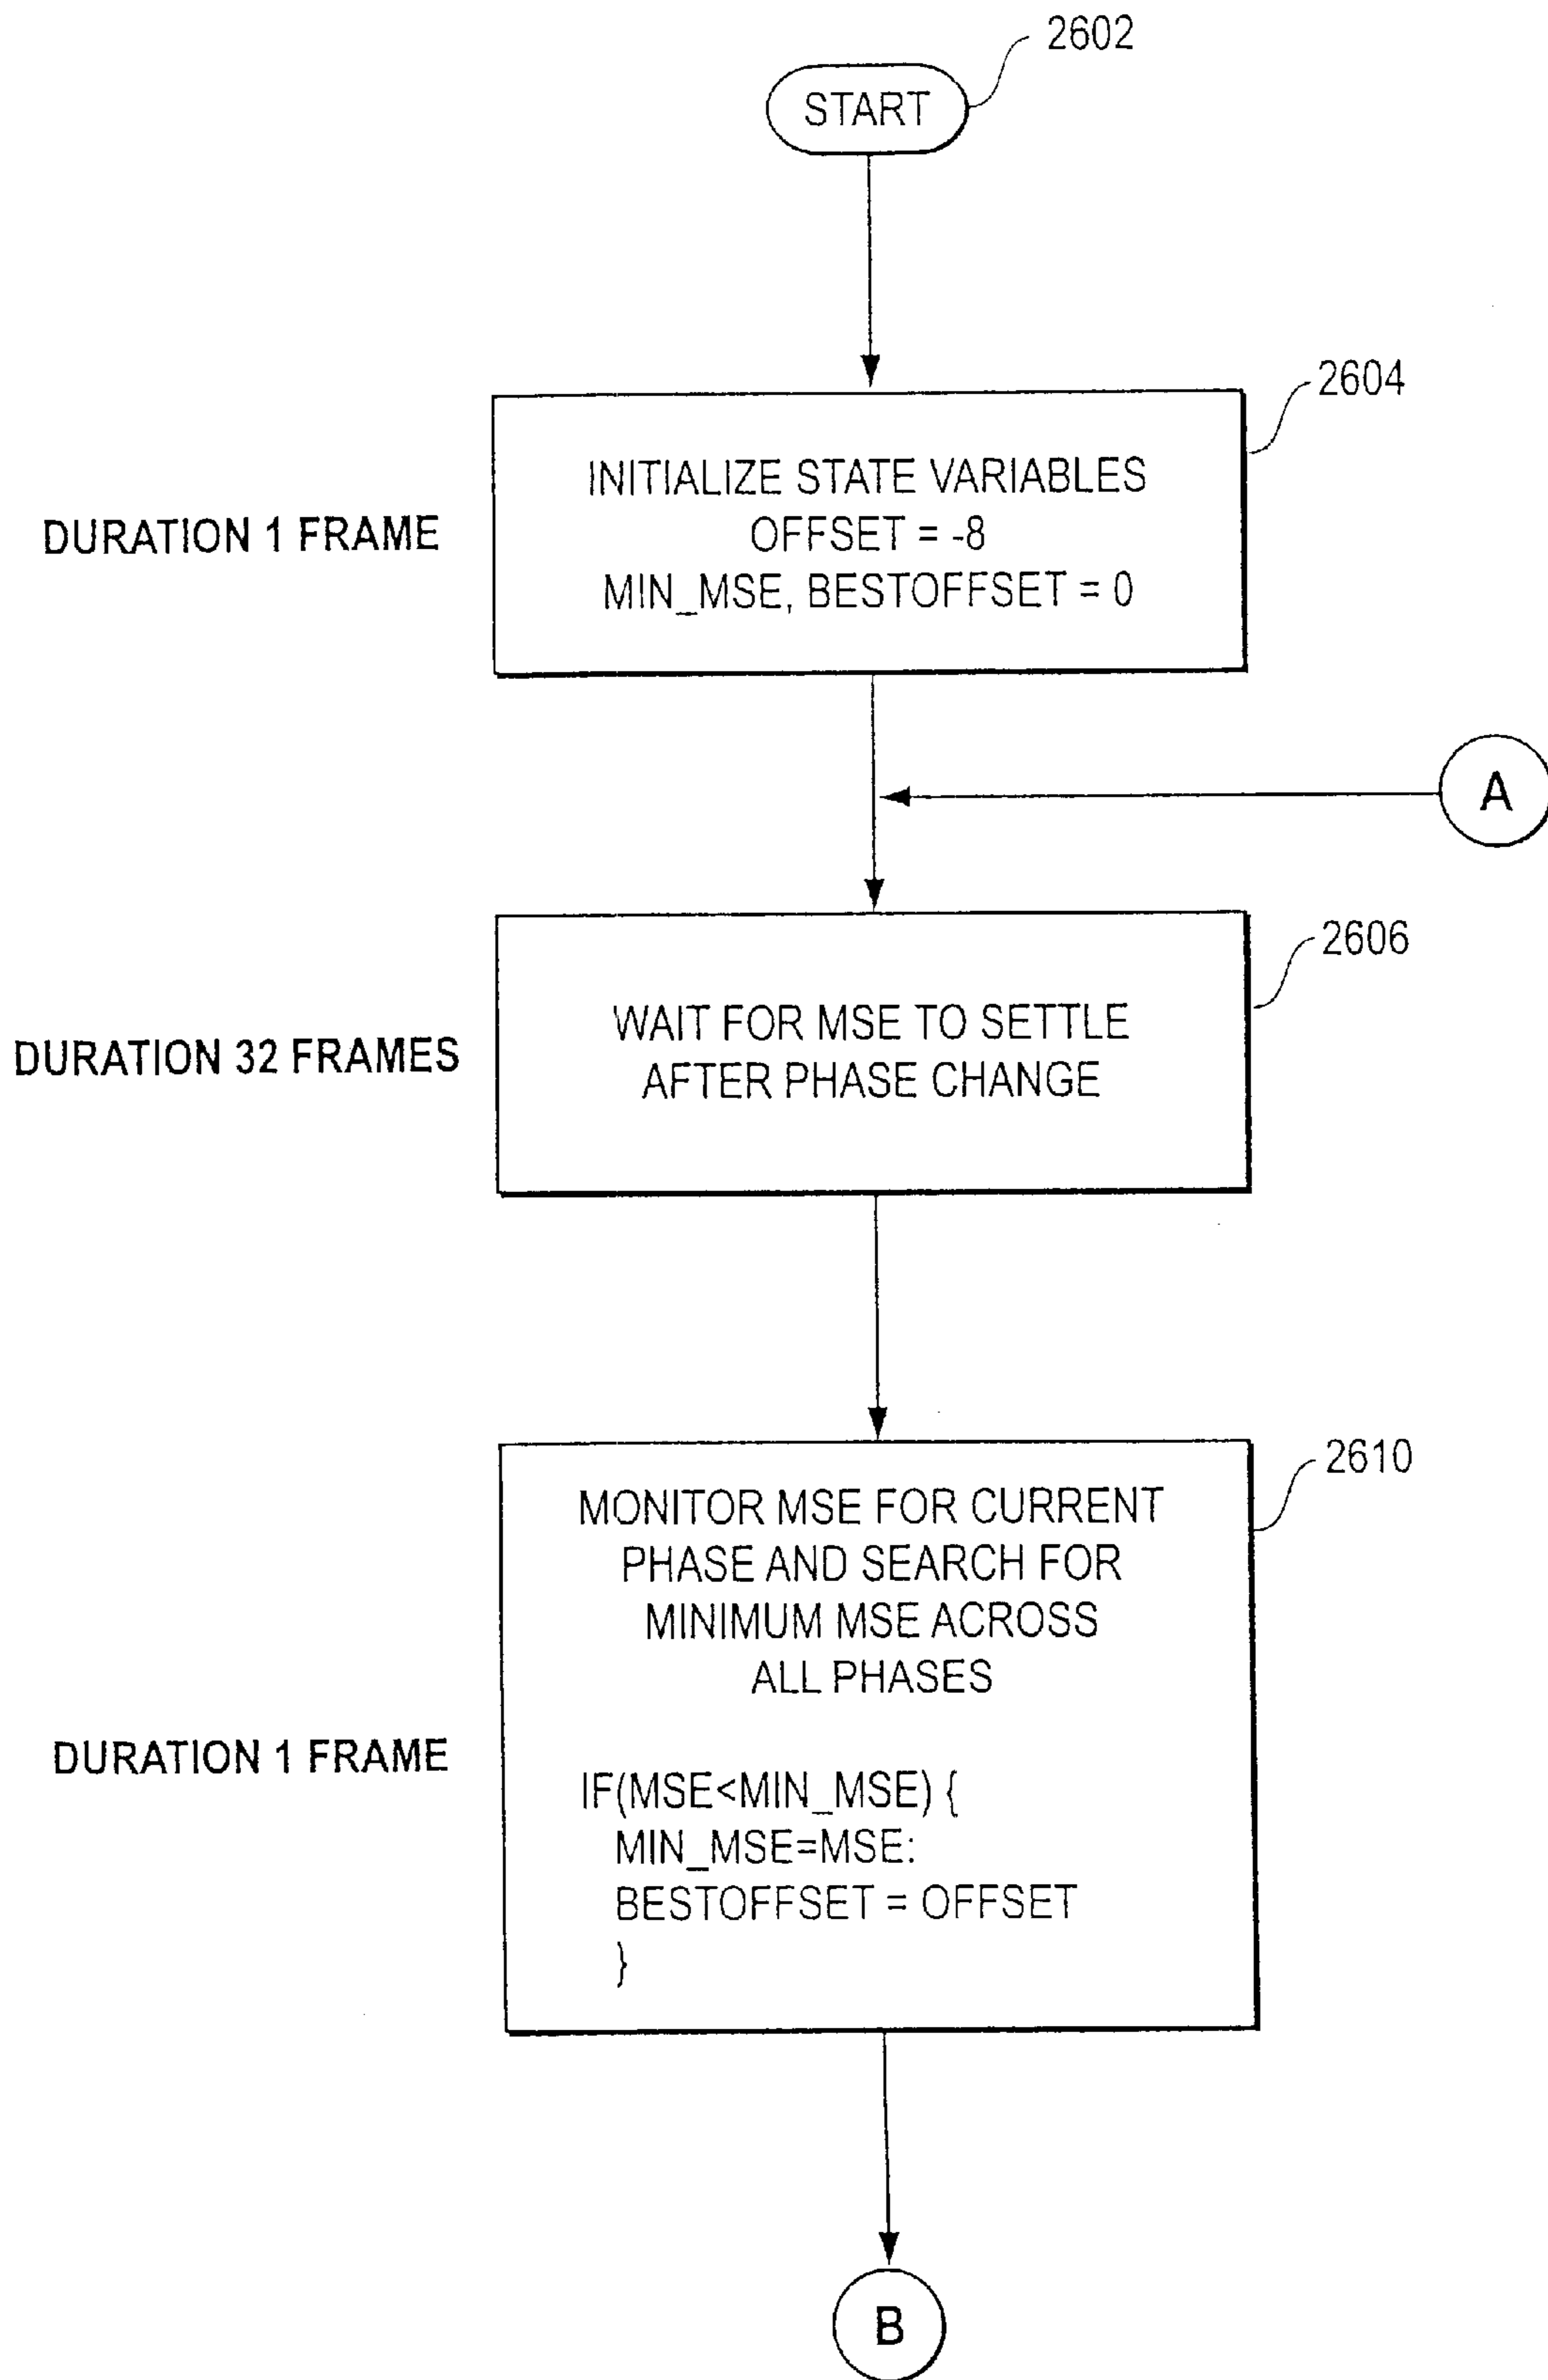 2602
START
2604
INITIALIZE STATE VARIABLES
OFFSET = -8
MIN_MSE, BESTOFFSET = 0
DURATION 1 FRAME
A
2606
WAIT FOR MSE TO SETTLE
AFTER PHASE CHANGE
DURATION 32 FRAMES
2610
MONITOR MSE FOR CURRENT
PHASE AND SEARCH FOR
MINIMUM MSE ACROSS
ALL PHASES
DURATION 1 FRAME
IF(MSE<MIN_MSE) {
MIN_MSE=MSE:
BESTOFFSET = OFFSET
}
B